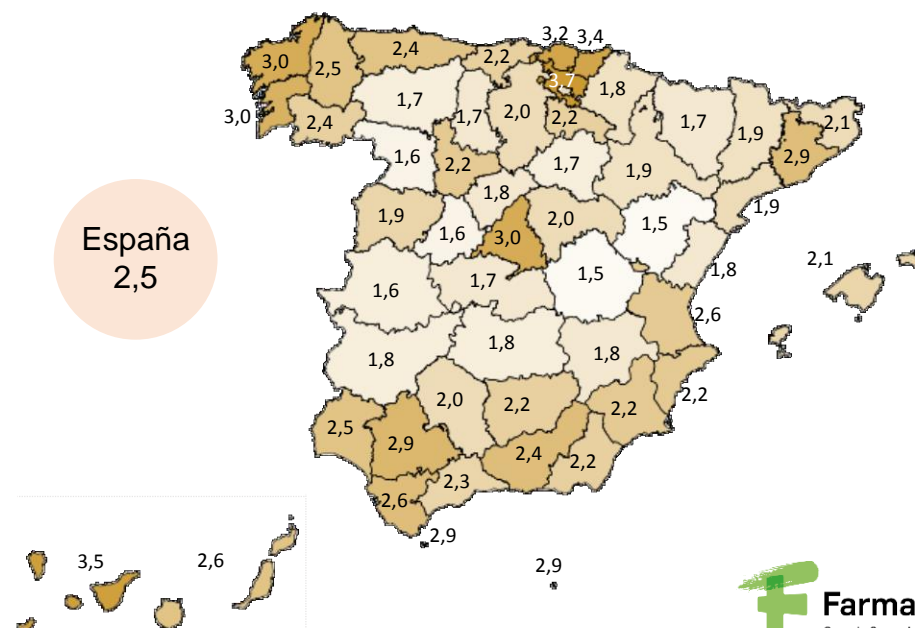 3,2 3,4
3,0 2,5 2,4 2,2 3,7 1,8
3,0 2,4 1,7 1,7 2,0 2,2 1,7 1,9 2,1
1,6 2,2 1,7 1,9 2,9
1,8
1,9 1,6 3,0 2,0 1,5 1,9
España
2,5
1,6 1,7 1,5 1,8 2,1
2,6
1,8 1,8 1,8
2,0 2,2 2,2 2,2
2,5 2,9 2,4 2,2
2,6 2,3
2,9
3,5 2,6 2,9
Farma